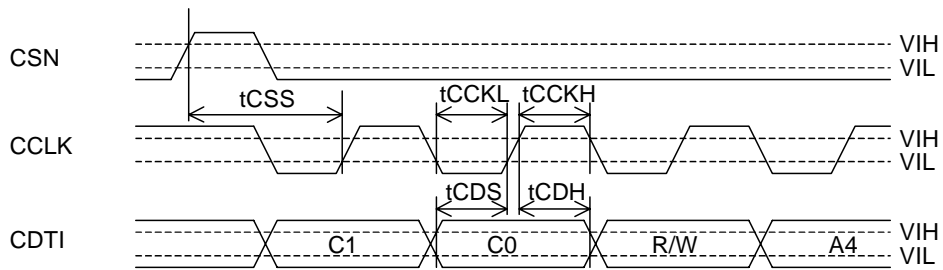 CSN
VIH
VIL
tCSS
tCCKL
tCCKH
CCLK
VIH
VIL
tCDS
tCDH
CDTI
C1
C0
R/W
A4
VIH
VIL